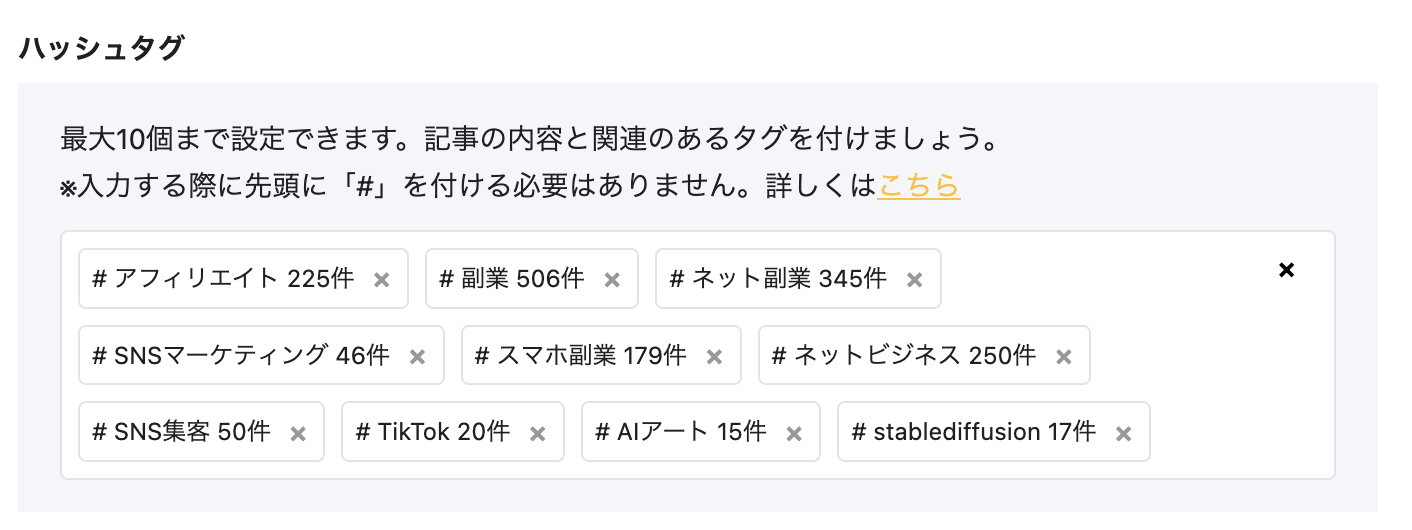 ハッシュタグ
最大10個まで設定できます。記事の内容と関連のあるタグを付けましょう。
※入力する際に先頭に「#」を付ける必要はありません。詳しくはこちら
# アフィリエイト 225件 × # 副業 506件 × # ネット副業 345件 × ×
# SNSマーケティング 46件 × # スマホ副業 179件 × # ネットビジネス 250件 ×
# SNS集客 50件 × # TikTok 20件 × # AIアート 15件 × # stablediffusion 17件 ×